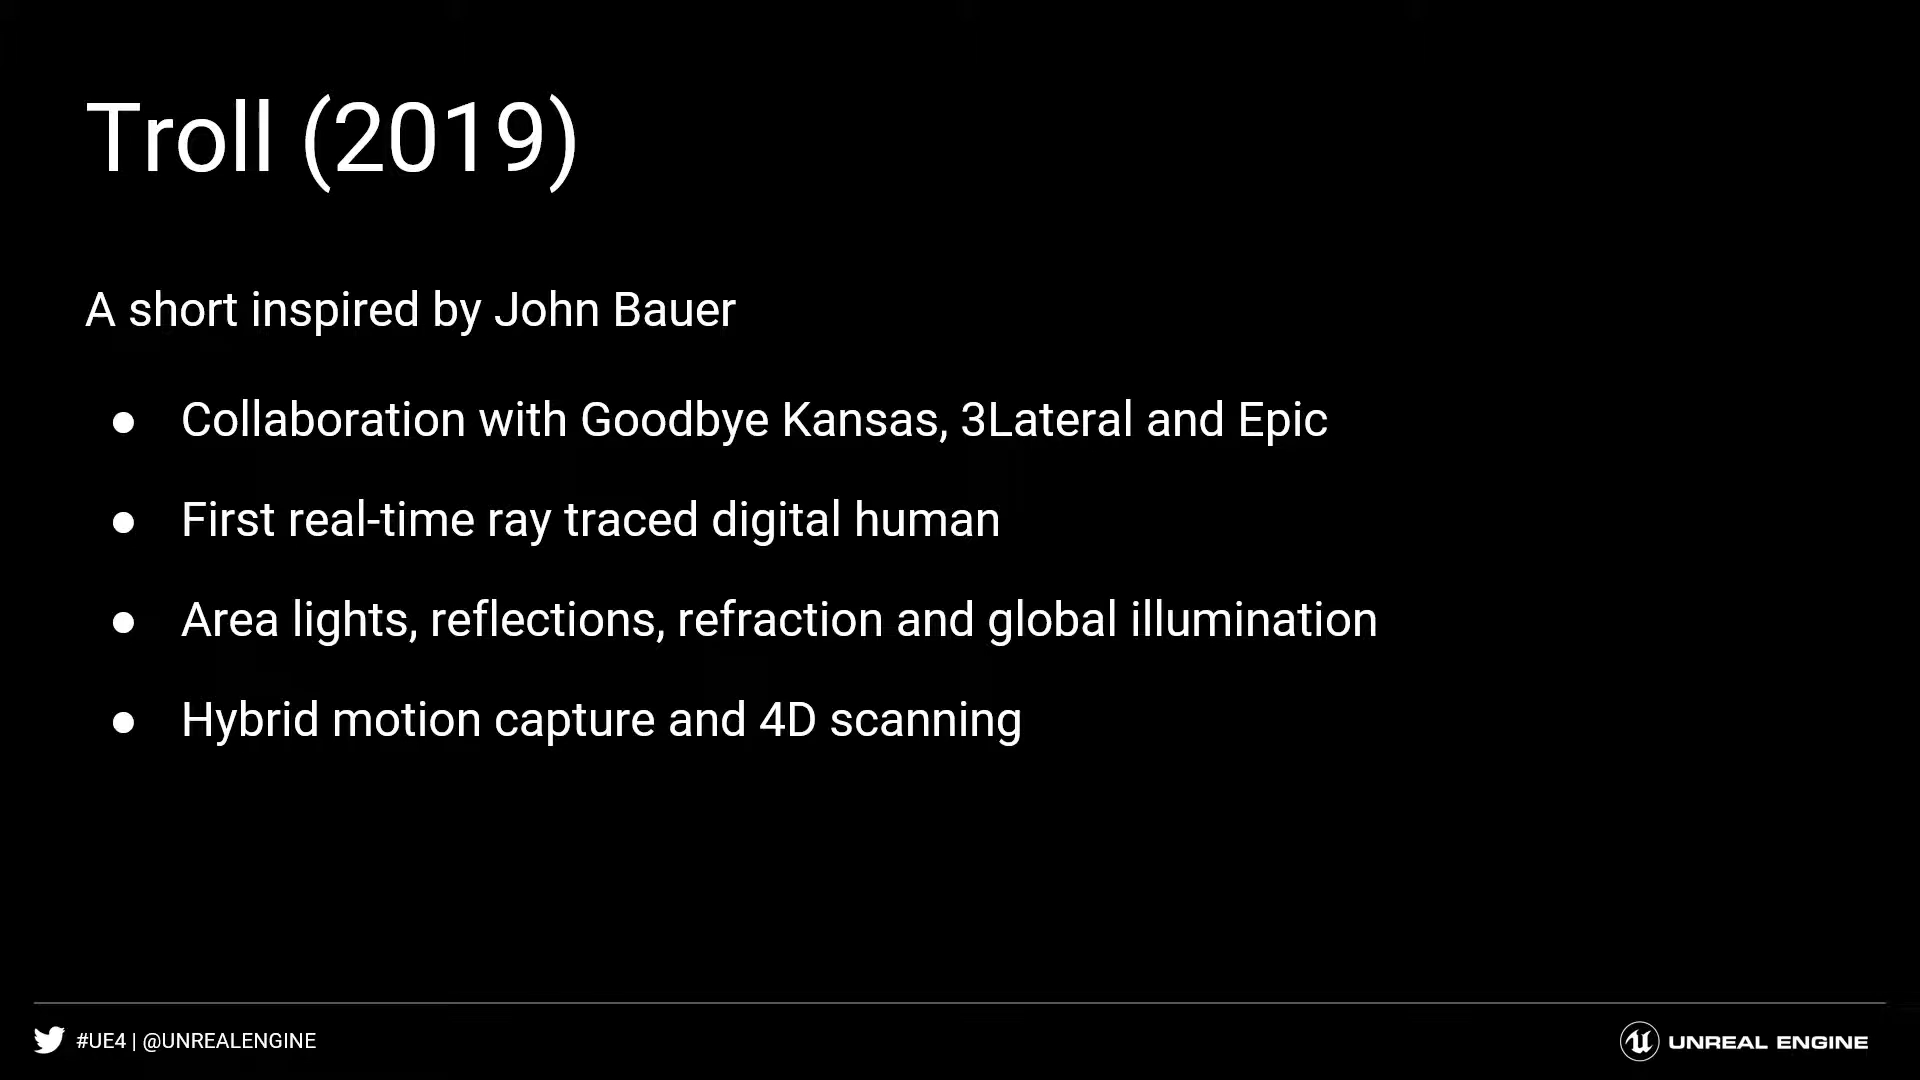 Troll (2019)
A short inspired by John Bauer
● Collaboration with Goodbye Kansas, 3Lateral and Epic
● First real-time ray traced digital human
● Area lights, reflections, refraction and global illumination
● Hybrid motion capture and 4D scanning
#UE4 | @UNREALENGINE
UNREAL ENGINE